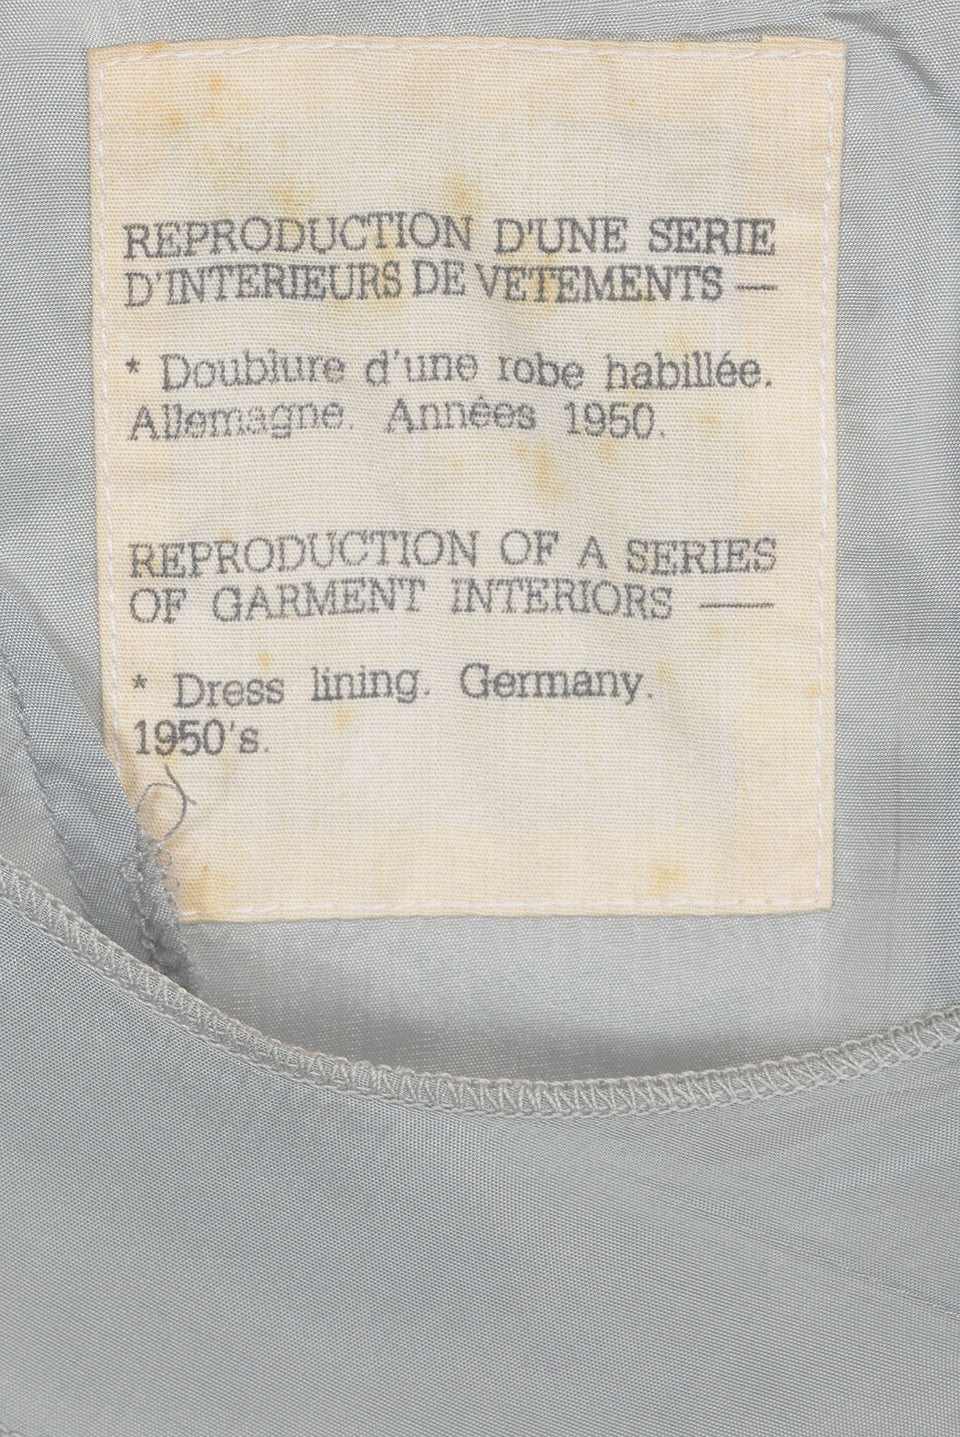 REPRODUCTION D'UNE SERIE
D'INTERIEURS DE VETEMENTS —
* Doublure d'une robe habillée.
Allemagne. Années 1950.
REPRODUCTION OF A SERIES
OF GARMENT INTERIORS —
* Dress lining. Germany.
1950's.